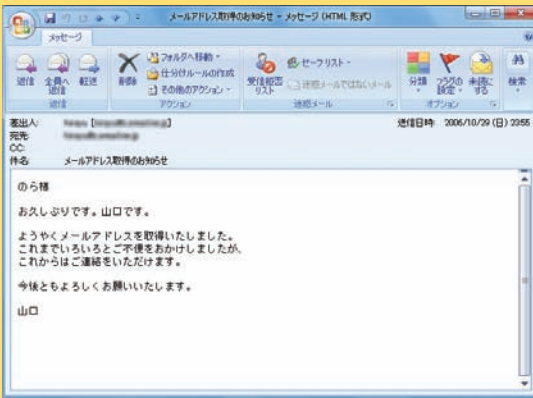 メールアドレス取得のお知らせ - メッセージ (HTML 形式)
メッセージ
返信 全員へ返信 転送
削除
フォルダへ移動
仕分けルールの作成
その他のアクション
受信拒否リスト
セーフ リスト
迷惑メールではないメール
分類 フラグの設定 未読にする
検索
返信 アクション 迷惑メール オプション
差出人:
送信日時: 2006/10/29 (日) 23:55
宛先:
CC:
件名: メールアドレス取得のお知らせ
のら様
お久しぶりです。山口です。
ようやくメールアドレスを取得いたしました。
これまでいろいろとご不便をおかけしましたが、
これからはご連絡をいただけます。
今後ともよろしくお願いいたします。
山口